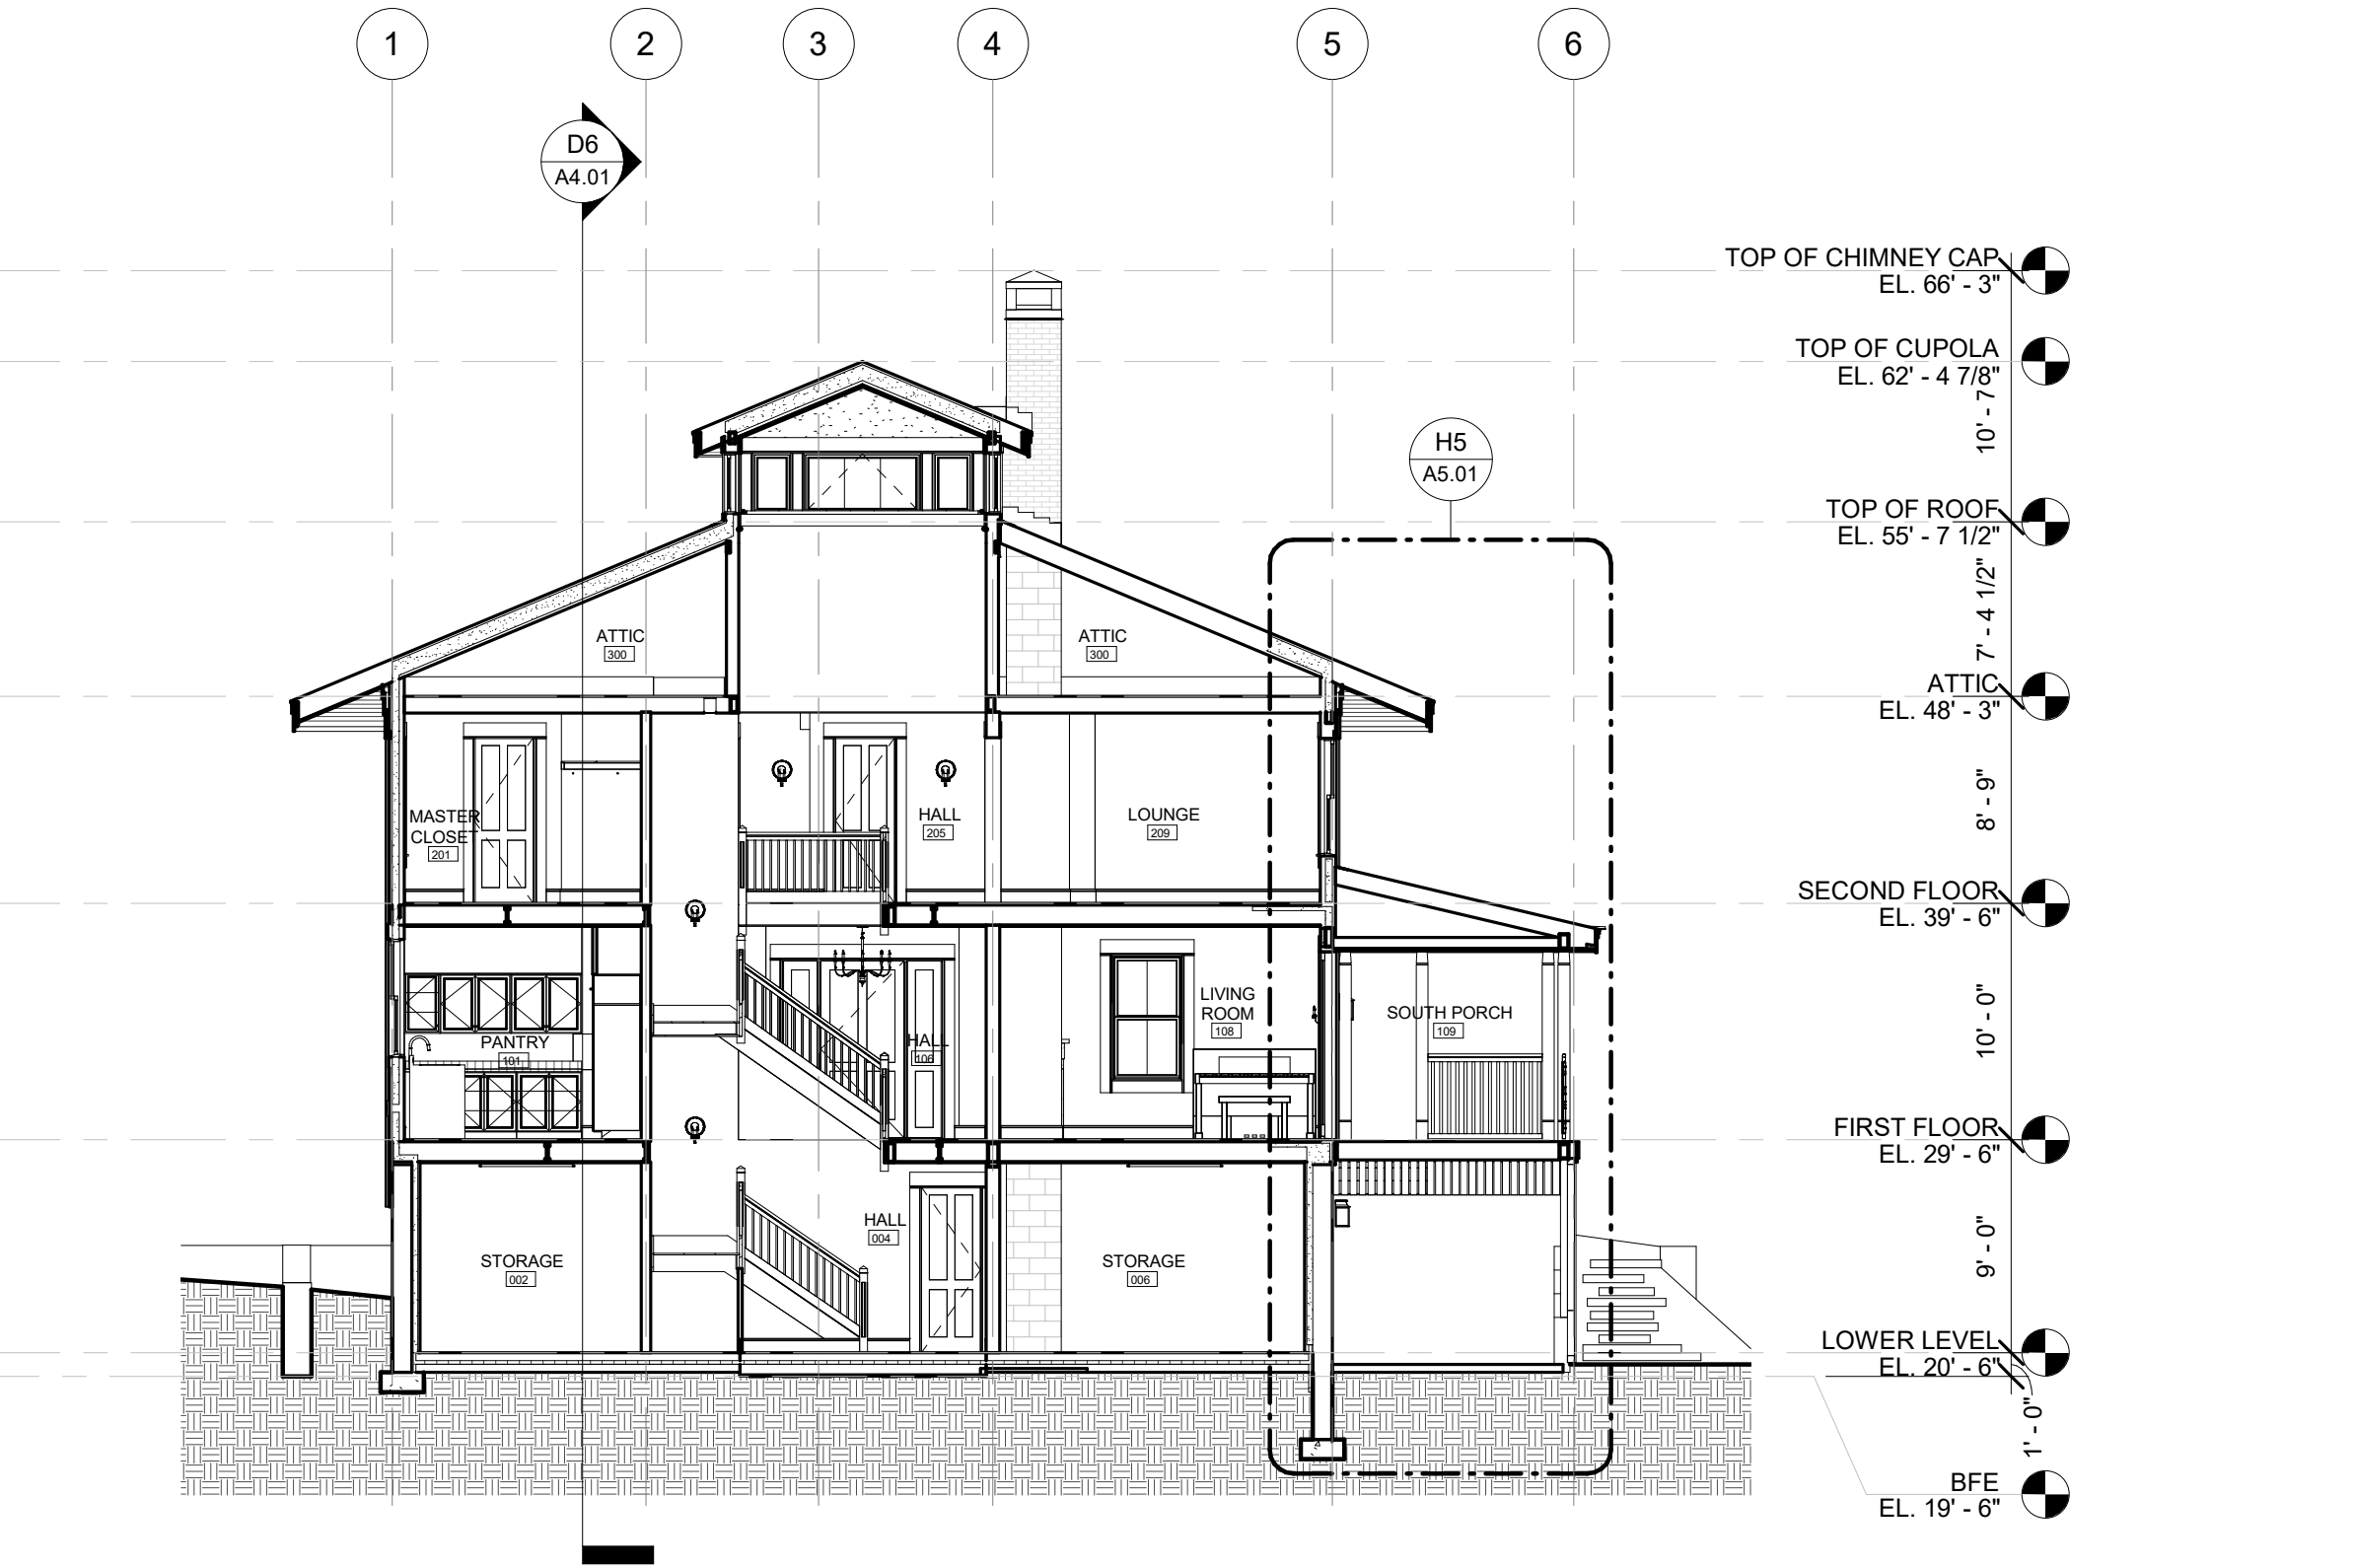 1
2
3
4
5
6
D6
A4.01
TOP OF CHIMNEY CAP
EL. 66' - 3"
TOP OF CUPOLA
EL. 62' - 4 7/8"
10' - 7"
H5
A5.01
TOP OF ROOF
EL. 55' - 7 1/2"
7' - 4 1/2"
ATTIC
300
ATTIC
300
ATTIC
EL. 48' - 3"
8' - 9"
MASTER
CLOSET
201
HALL
205
LOUNGE
209
SECOND FLOOR
EL. 39' - 6"
10' - 0"
PANTRY
101
HALL
106
LIVING
ROOM
108
SOUTH PORCH
109
FIRST FLOOR
EL. 29' - 6"
9' - 0"
STORAGE
002
HALL
004
STORAGE
006
LOWER LEVEL
EL. 20' - 6"
1' - 0"
BFE
EL. 19' - 6"